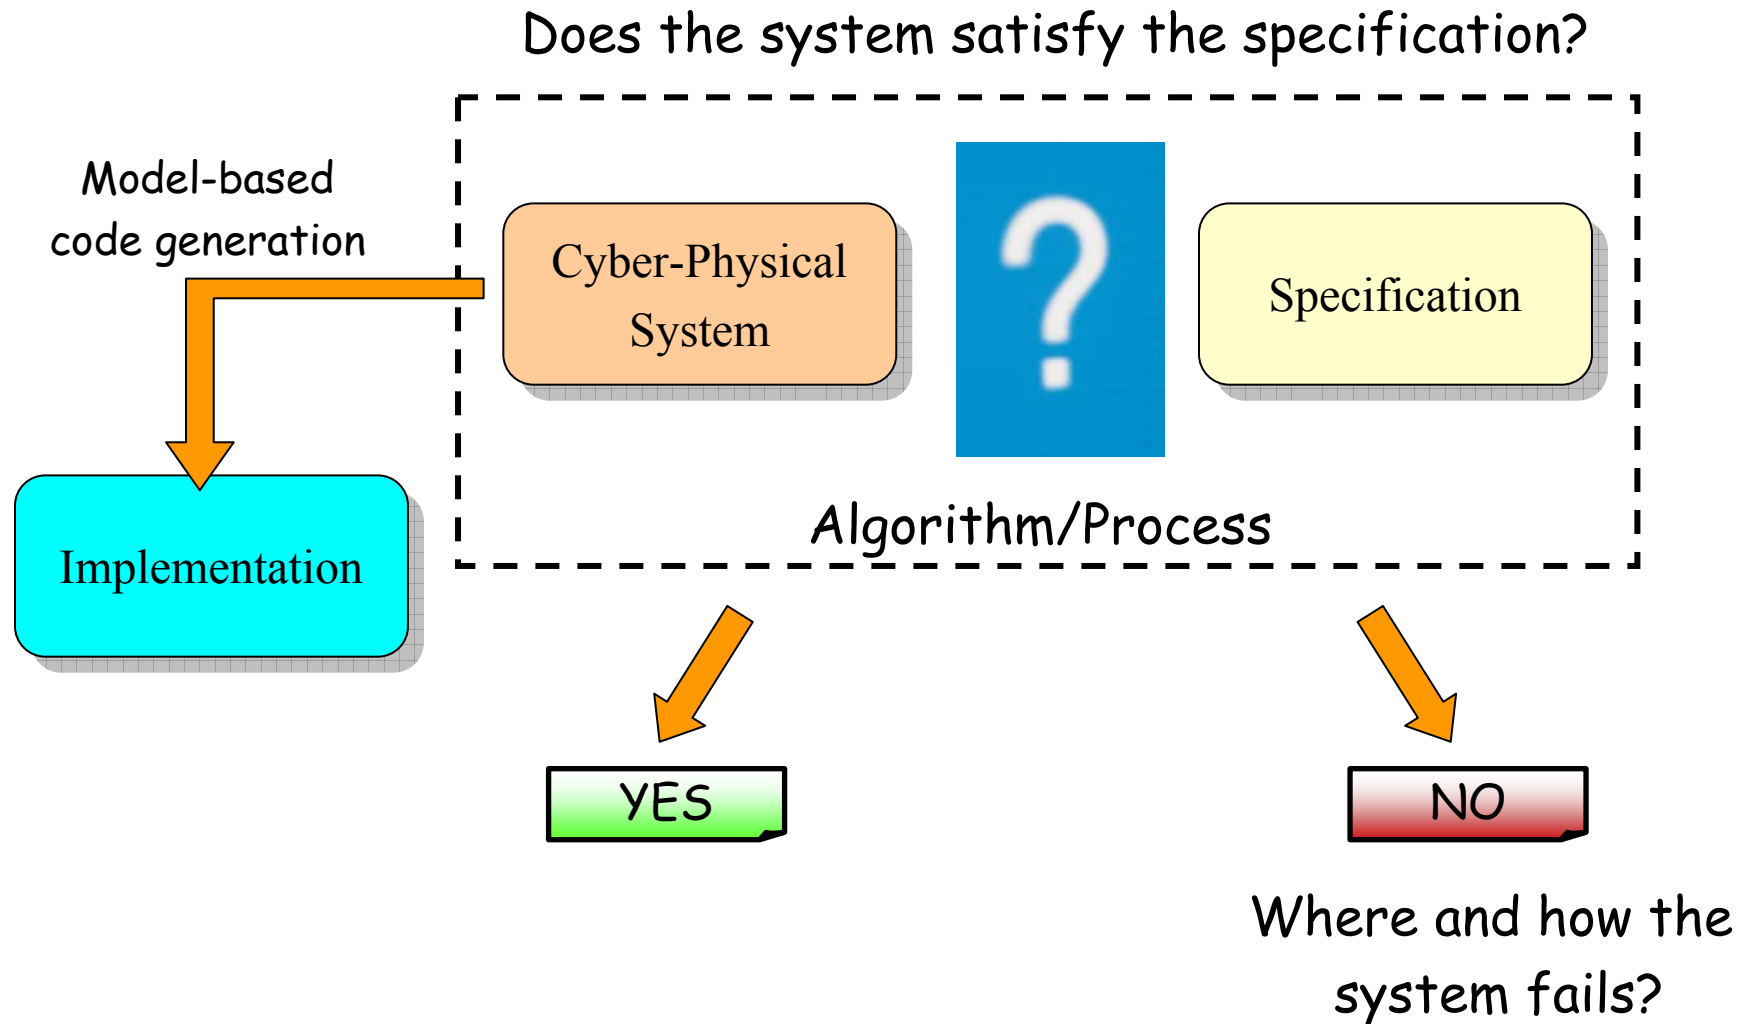 Does the system satisfy the specification?
Model-based
code generation
Cyber-Physical
System
?
Specification
Algorithm/Process
Implementation
YES
NO
Where and how the
system fails?